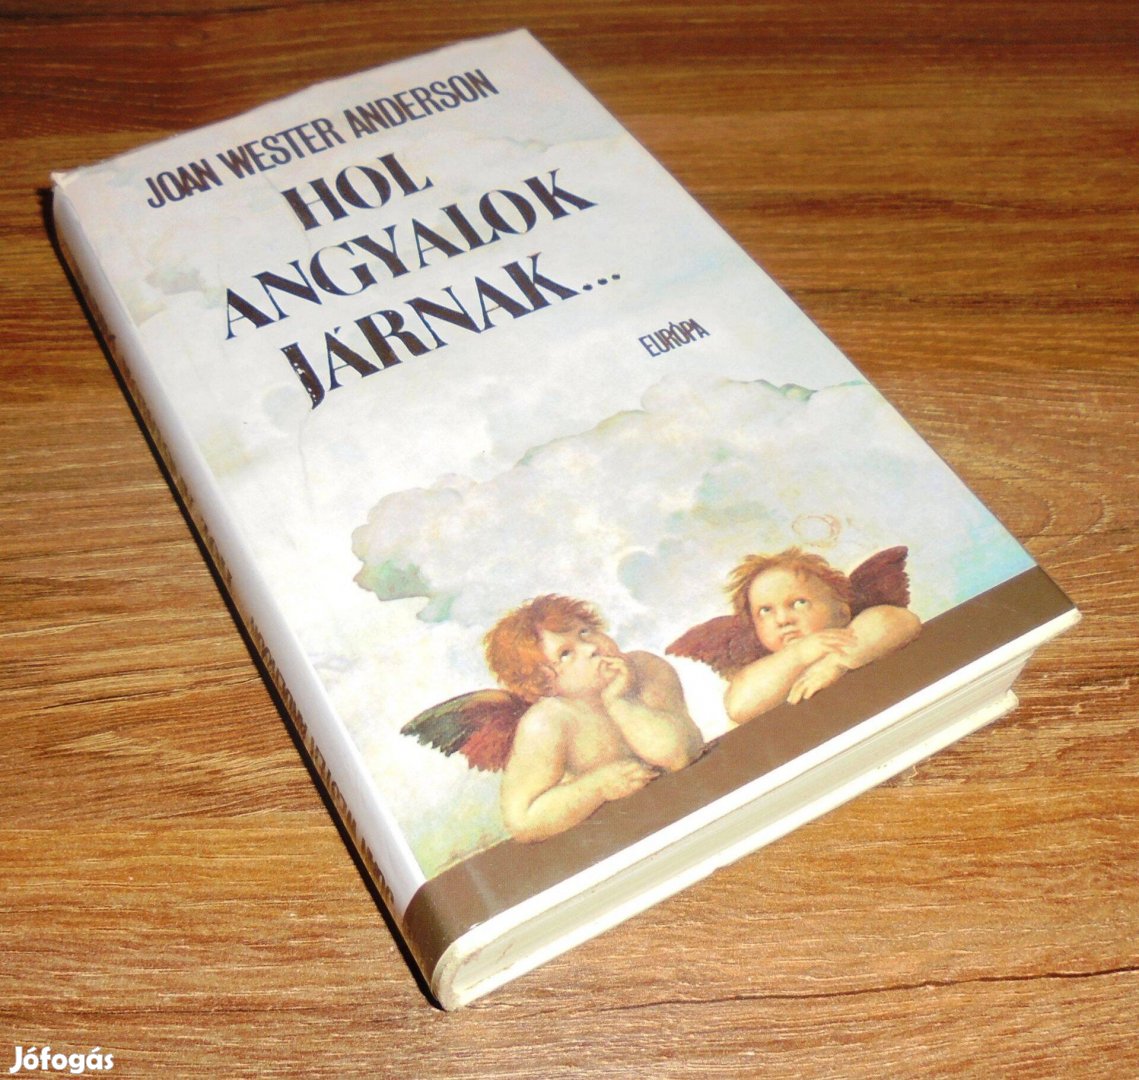 JOAN WESTER ANDERSON
HOL
ANGYALOK
JÁRNAK...
EURÓPA
Jófogás